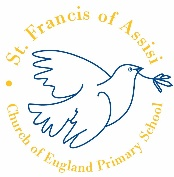 St. Francis of Assisi
Church of England Primary School